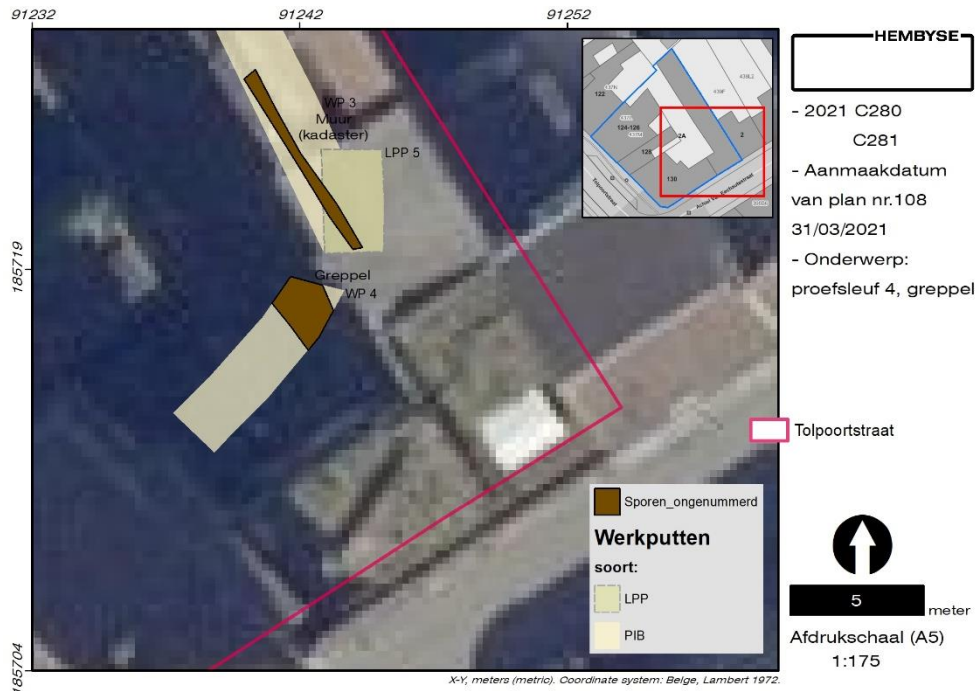 91232
91242
91252
185719
185704
WP 3
Muur
(kadaster)
LPP 5
Greppel
WP 4
122
124-126
128
130
2A
2
Tolpoortstraat
Sporen_ongenummerd
Werkputten
soort:
LPP
PIB
X-Y, meters (metric). Coordinate system: Belge, Lambert 1972.
HEMBYSE
- 2021 C280
C281
- Aanmaakdatum
van plan nr.108
31/03/2021
- Onderwerp:
proefsleuf 4, greppel
Tolpoortstraat
5
meter
Afdrukschaal (A5)
1:175